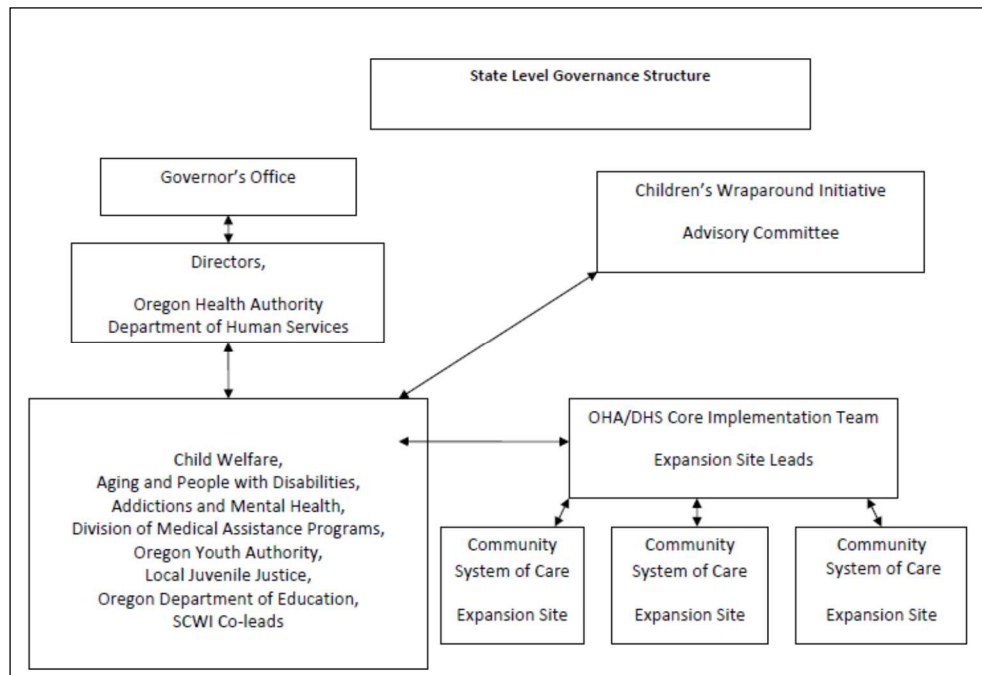 State Level Governance Structure
Governor’s Office
Children’s Wraparound Initiative
Advisory Committee
Directors,
Oregon Health Authority
Department of Human Services
Child Welfare,
Aging and People with Disabilities,
Addictions and Mental Health,
Division of Medical Assistance Programs,
Oregon Youth Authority,
Local Juvenile Justice,
Oregon Department of Education,
SCWI Co-leads
OHA/DHS Core Implementation Team
Expansion Site Leads
Community
System of Care
Expansion Site
Community
System of Care
Expansion Site
Community
System of Care
Expansion Site